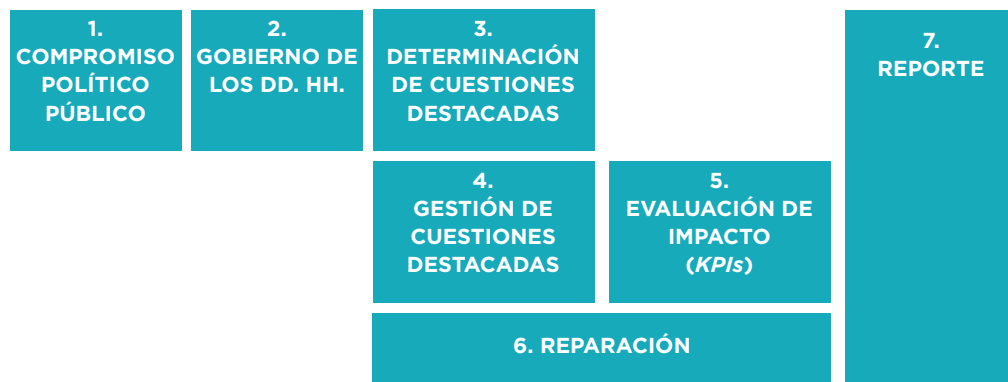 1.
COMPROMISO
POLÍTICO
PÚBLICO
2.
GOBIERNO DE
LOS DD. HH.
3.
DETERMINACIÓN
DE CUESTIONES
DESTACADAS
4.
GESTIÓN DE
CUESTIONES
DESTACADAS
5.
EVALUACIÓN DE
IMPACTO
(KPIs)
6. REPARACIÓN
7.
REPORTE